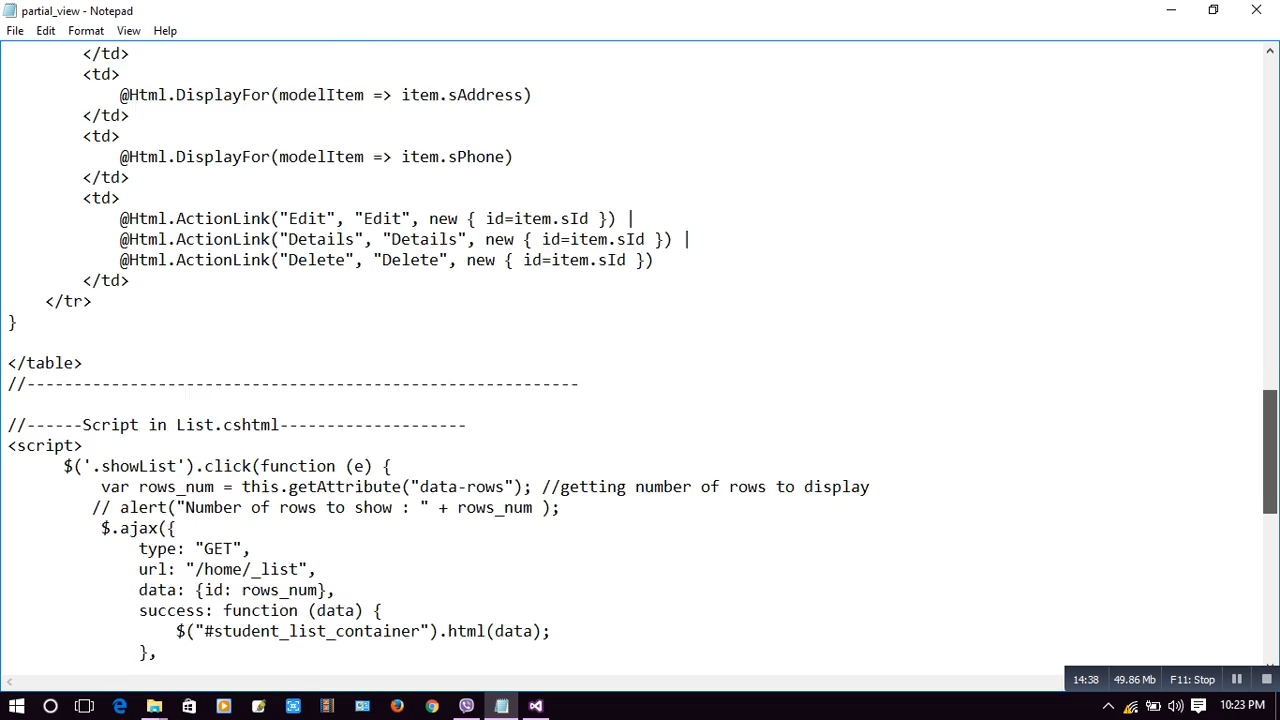 partial_view - Notepad
File Edit Format View Help
</td>
<td>
@Html.DisplayFor(modelItem => item.sAddress)
</td>
<td>
@Html.DisplayFor(modelItem => item.sPhone)
</td>
<td>
@Html.ActionLink("Edit", "Edit", new { id=item.sId }) |
@Html.ActionLink("Details", "Details", new { id=item.sId }) |
@Html.ActionLink("Delete", "Delete", new { id=item.sId })
</td>
</tr>
}
</table>
//-----------------------------------------------------------
//------Script in List.cshtml--------------------
<script>
$('.showList').click(function (e) {
var rows_num = this.getAttribute("data-rows"); //getting number of rows to display
// alert("Number of rows to show : " + rows_num );
$.ajax({
type: "GET",
url: "/home/_list",
data: {id: rows_num},
success: function (data) {
$("#student_list_container").html(data);
},
14:38 49.86 MB F11: Stop
10:23 PM